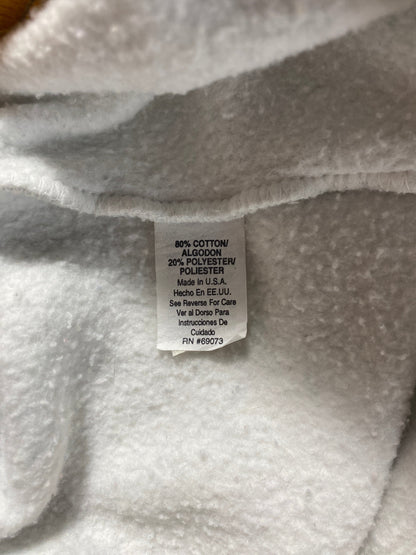 80% COTTON/
ALGODON
20% POLYESTER/
POLIESTER
Made in U.S.A.
Hecho En EE.UU.
See Reverse For Care
Ver al Dorso Para
Instrucciones De
Cuidado
RN #69073